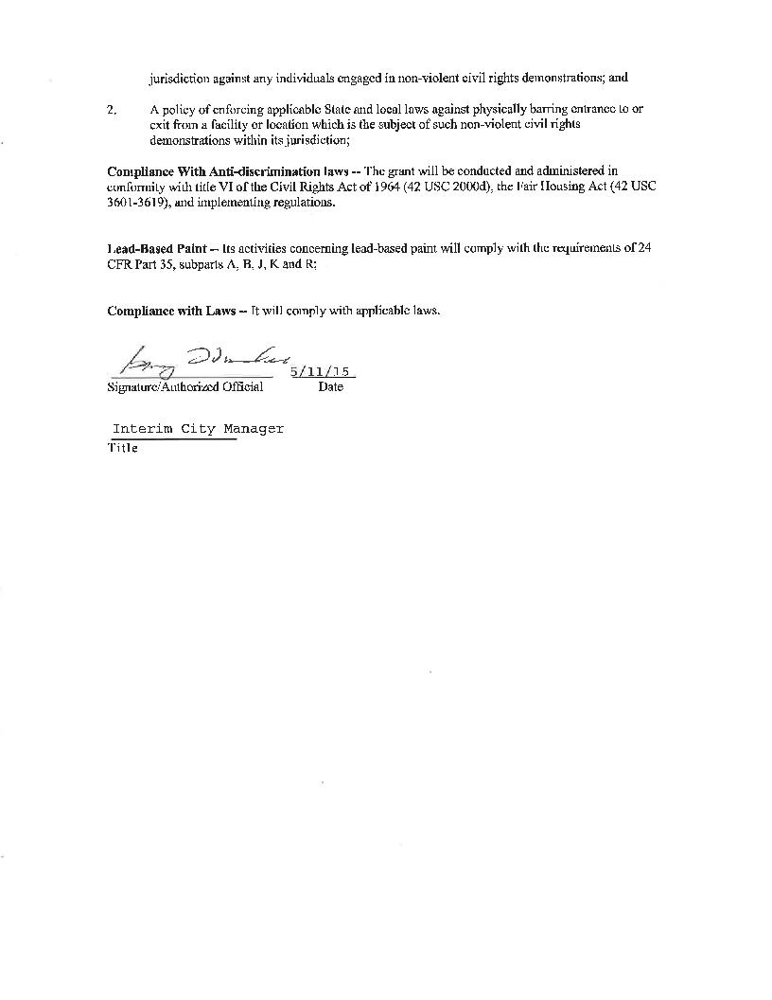 jurisdiction against any individuals engaged in non-violent civil rights demonstrations; and
2. A policy of enforcing applicable State and local laws against physically barring entrance to or
exit from a facility or location which is the subject of such non-violent civil rights
demonstrations within its jurisdiction;
Compliance With Anti-discrimination laws -- The grant will be conducted and administered in
conformity with title VI of the Civil Rights Act of 1964 (42 USC 2000d), the Fair Housing Act (42 USC
3601-3619), and implementing regulations.
Lead-Based Paint -- Its activities concerning lead-based paint will comply with the requirements of 24
CFR Part 35, subparts A, B, J, K and R;
Compliance with Laws -- It will comply with applicable laws.
5/11/15
Signature/Authorized Official Date
Interim City Manager
Title